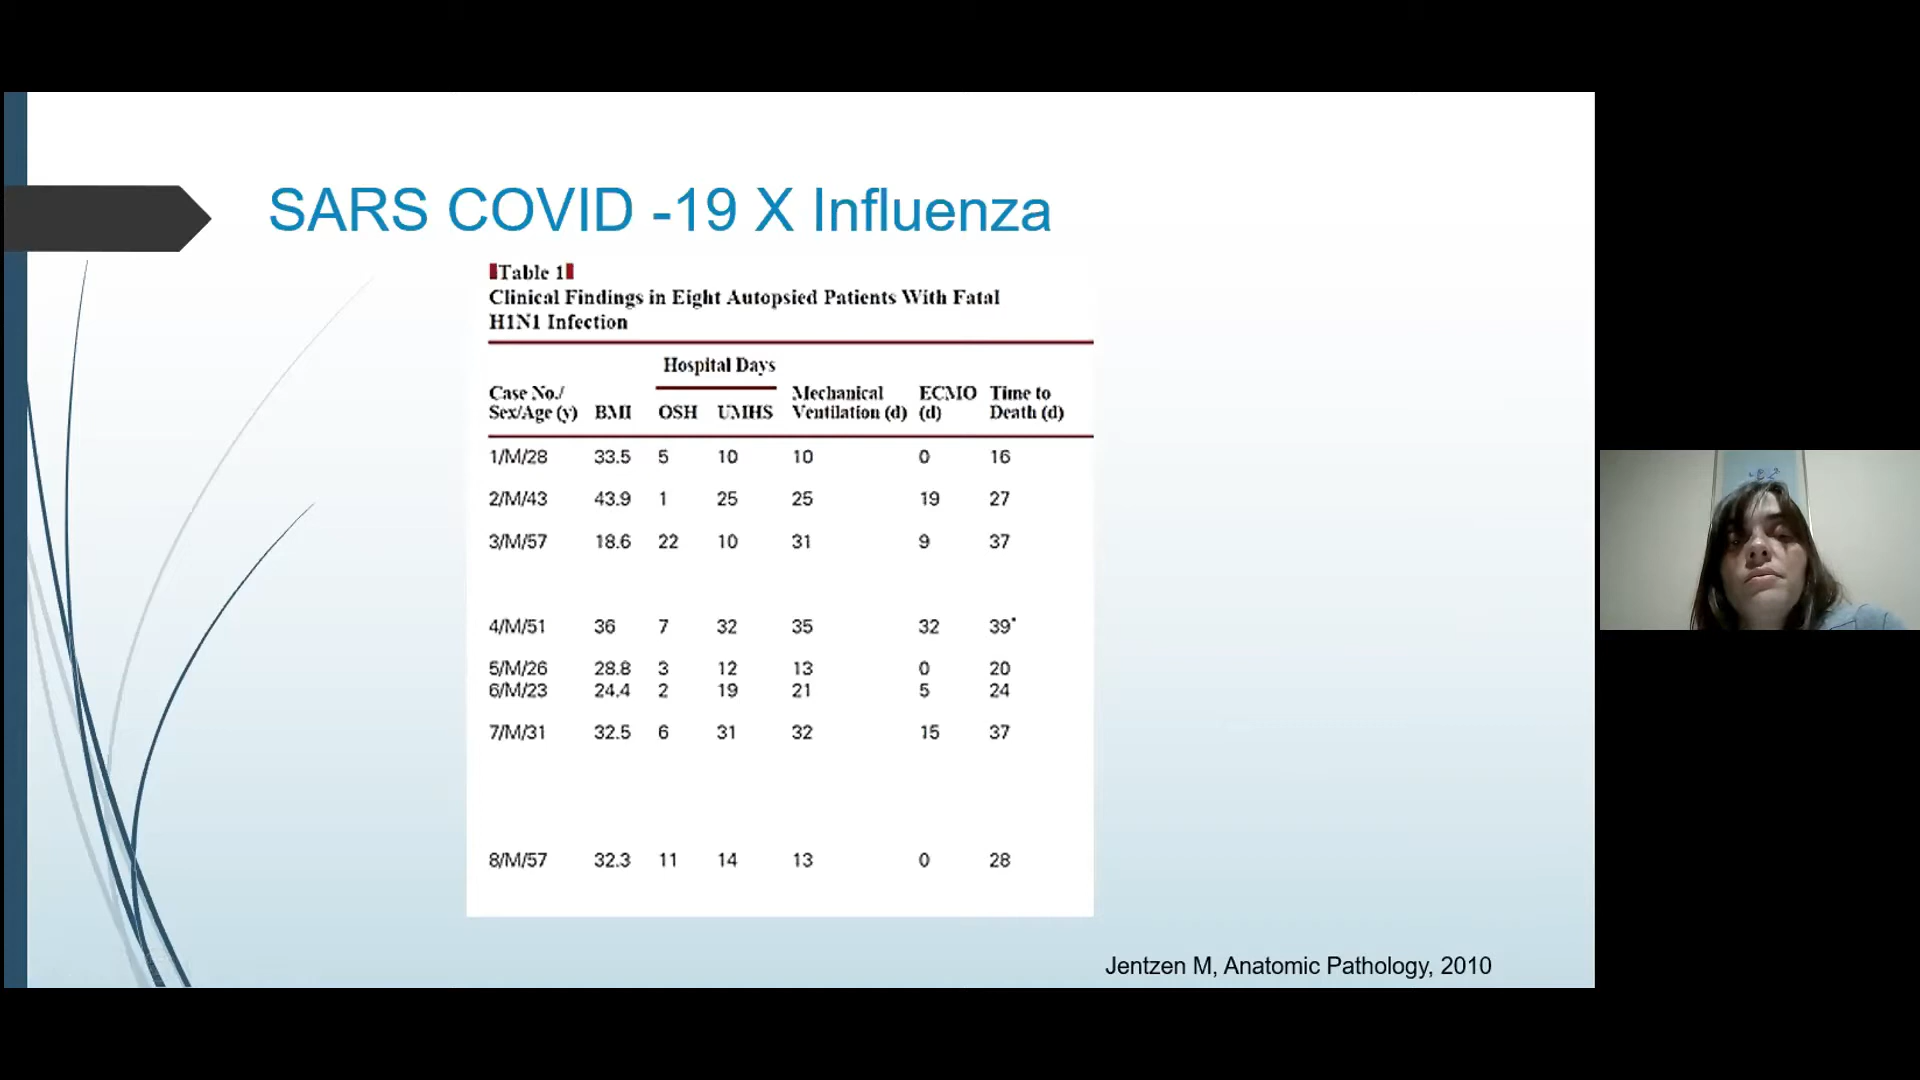 SARS COVID -19 X Influenza
Table 1
Clinical Findings in Eight Autopsied Patients With Fatal
H1N1 Infection
Hospital Days
Case No./ Mechanical ECMO Time to
Sex/Age (y) BMI OSH UMHS Ventilation (d) (d) Death (d)
1/M/28 33.5 5 10 10 0 16
2/M/43 43.9 1 25 25 19 27
3/M/57 18.6 22 10 31 9 37
4/M/51 36 7 32 35 32 39*
5/M/26 28.8 3 12 13 0 20
6/M/23 24.4 2 19 21 5 24
7/M/31 32.5 6 31 32 15 37
8/M/57 32.3 11 14 13 0 28
Jentzen M, Anatomic Pathology, 2010